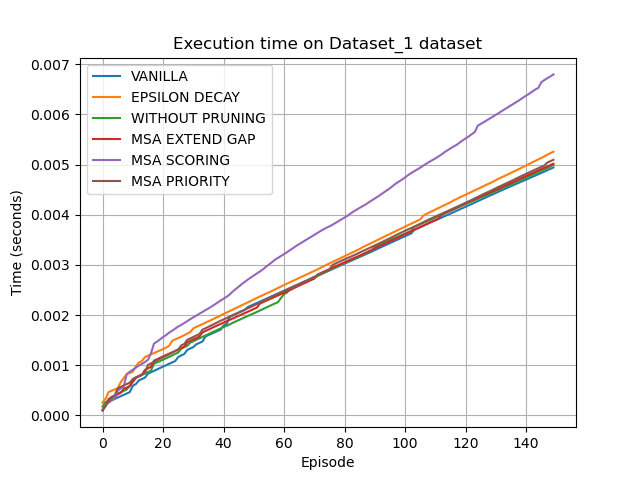 Execution time on Dataset_1 dataset
0.007
0.006
0.005
0.004
0.003
0.002
0.001
0.000
Time (seconds)
VANILLA
EPSILON DECAY
WITHOUT PRUNING
MSA EXTEND GAP
MSA SCORING
MSA PRIORITY
0 20 40 60 80 100 120 140
Episode